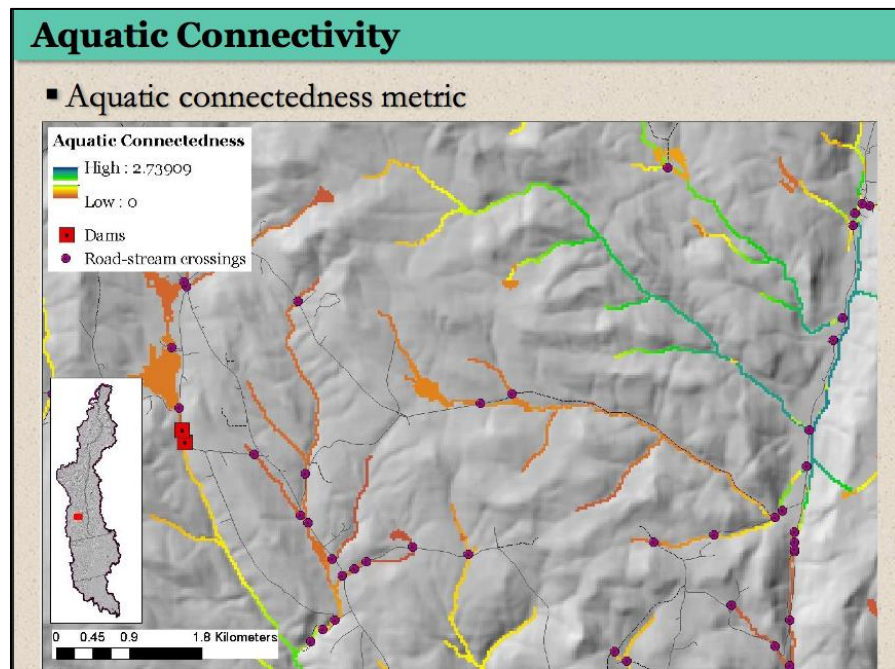 Aquatic Connectivity
▪ Aquatic connectedness metric
Aquatic Connectedness
High : 2.73909
Low : 0
Dams
Road-stream crossings
0 0.45 0.9 1.8 Kilometers